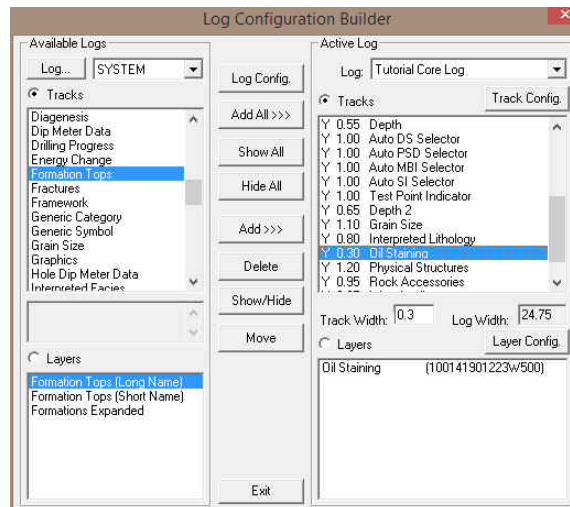 Log Configuration Builder
Available Logs
Log...
SYSTEM
Tracks
Diagenesis
Dip Meter Data
Drilling Progress
Energy Change
Formation Tops
Fractures
Framework
Generic Category
Generic Symbol
Grain Size
Graphics
Hole Dip Meter Data
Interpreted Facies
Layers
Formation Tops (Long Name)
Formation Tops (Short Name)
Formations Expanded
Log Config.
Add All >>>
Show All
Hide All
Add >>>
Delete
Show/Hide
Move
Exit
Active Log
Log: Tutorial Core Log
Tracks
Track Config.
Y 0.55 Depth
Y 1.00 Auto DS Selector
Y 1.00 Auto PSD Selector
Y 1.00 Auto MBI Selector
Y 1.00 Auto SI Selector
Y 1.00 Test Point Indicator
Y 0.65 Depth 2
Y 1.10 Grain Size
Y 0.80 Interpreted Lithology
Y 0.30 Oil Staining
Y 1.20 Physical Structures
Y 0.95 Rock Accessories
Track Width: 0.3 Log Width: 24.75
Layers
Layer Config.
Oil Staining (100141901223W500)